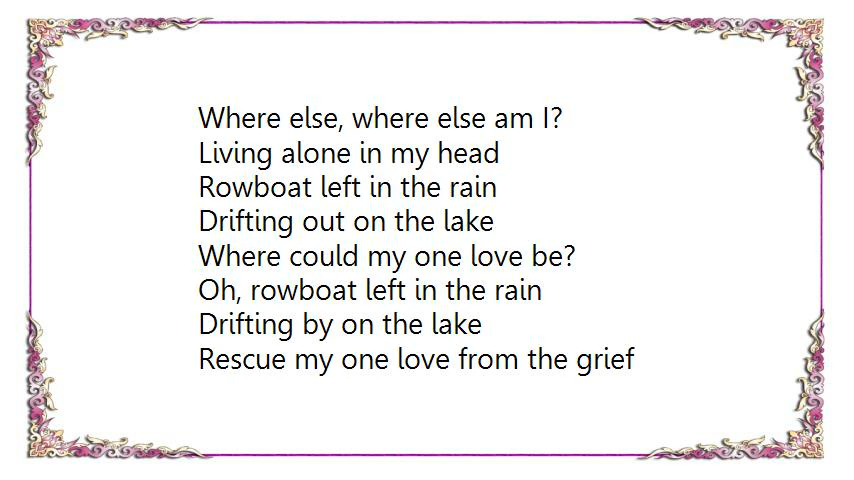 Where else, where else am I?
Living alone in my head
Rowboat left in the rain
Drifting out on the lake
Where could my one love be?
Oh, rowboat left in the rain
Drifting by on the lake
Rescue my one love from the grief